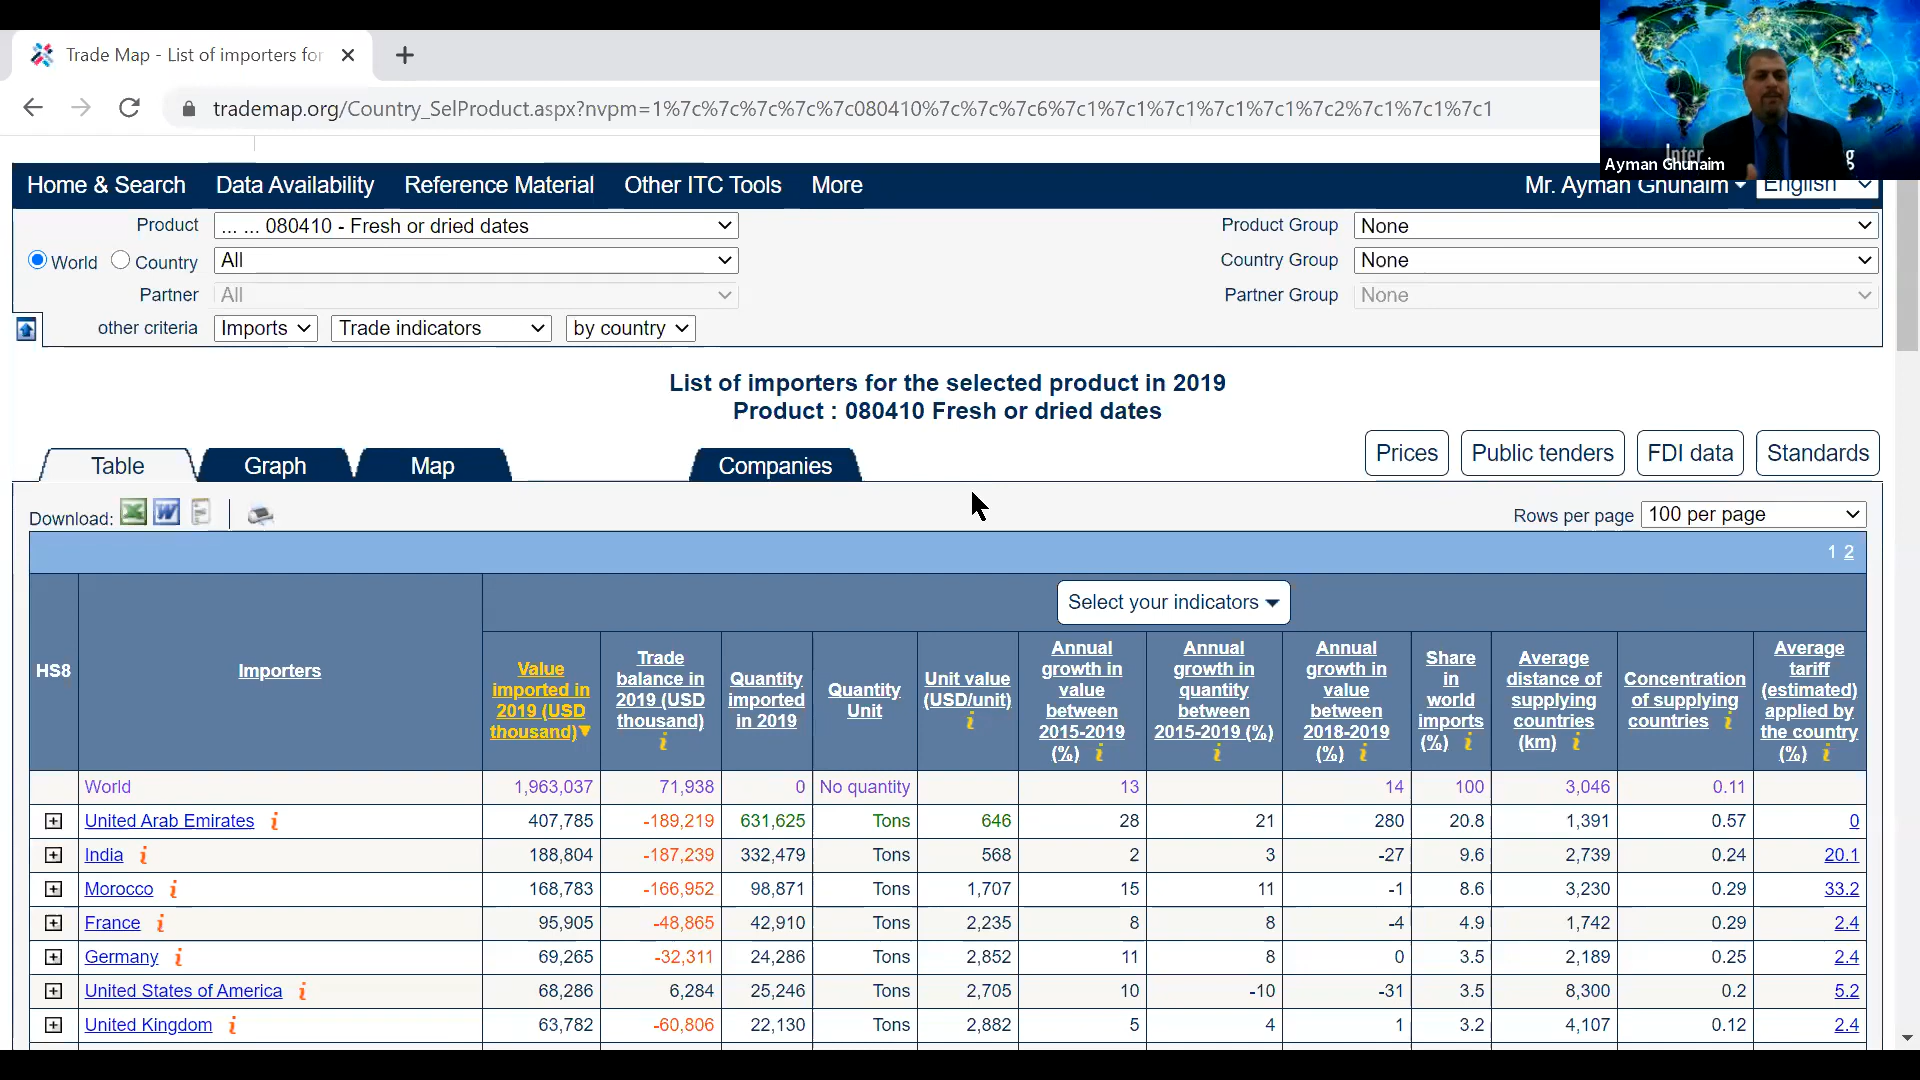 Trade Map - List of importers for
trademap.org/Country_SelProduct.aspx?nvpm=1%7c%7c%7c%7c%7c080410%7c%7c%7c6%7c1%7c1%7c1%7c1%7c1%7c2%7c1%7c1%7c1
Ayman Ghunaim
Home & Search Data Availability Reference Material Other ITC Tools More Mr. Ayman Ghunaim English
Product ... ... 080410 - Fresh or dried dates Product Group None
World Country All Country Group None
Partner All Partner Group None
other criteria Imports Trade indicators by country
List of importers for the selected product in 2019
Product : 080410 Fresh or dried dates
Prices Public tenders FDI data Standards
Table Graph Map Companies
Download: Rows per page 100 per page
1 2
Select your indicators
HS8
Importers
Value
imported in
2019 (USD
thousand)
Trade
balance in
2019 (USD
thousand)
i
Quantity
imported
in 2019
Quantity
Unit
Unit value
(USD/unit)
i
Annual
growth in
value
between
2015-2019
(%) i
Annual
growth in
quantity
between
2015-2019 (%)
i
Annual
growth in
value
between
2018-2019
(%) i
Share
in
world
imports
(%) i
Average
distance of
supplying
countries
(km) i
Concentration
of supplying
countries i
Average
tariff
(estimated)
applied by
the country
(%) i
World 1,963,037 71,938 0 No quantity 13 14 100 3,046 0.11
United Arab Emirates i 407,785 -189,219 631,625 Tons 646 28 21 280 20.8 1,391 0.57 0
India i 188,804 -187,239 332,479 Tons 568 2 3 -27 9.6 2,739 0.24 20.1
Morocco i 168,783 -166,952 98,871 Tons 1,707 15 11 -1 8.6 3,230 0.29 33.2
France i 95,905 -48,865 42,910 Tons 2,235 8 8 -4 4.9 1,742 0.29 2.4
Germany i 69,265 -32,311 24,286 Tons 2,852 11 8 0 3.5 2,189 0.25 2.4
United States of America i 68,286 6,284 25,246 Tons 2,705 10 -10 -31 3.5 8,300 0.2 5.2
United Kingdom i 63,782 -60,806 22,130 Tons 2,882 5 4 1 3.2 4,107 0.12 2.4